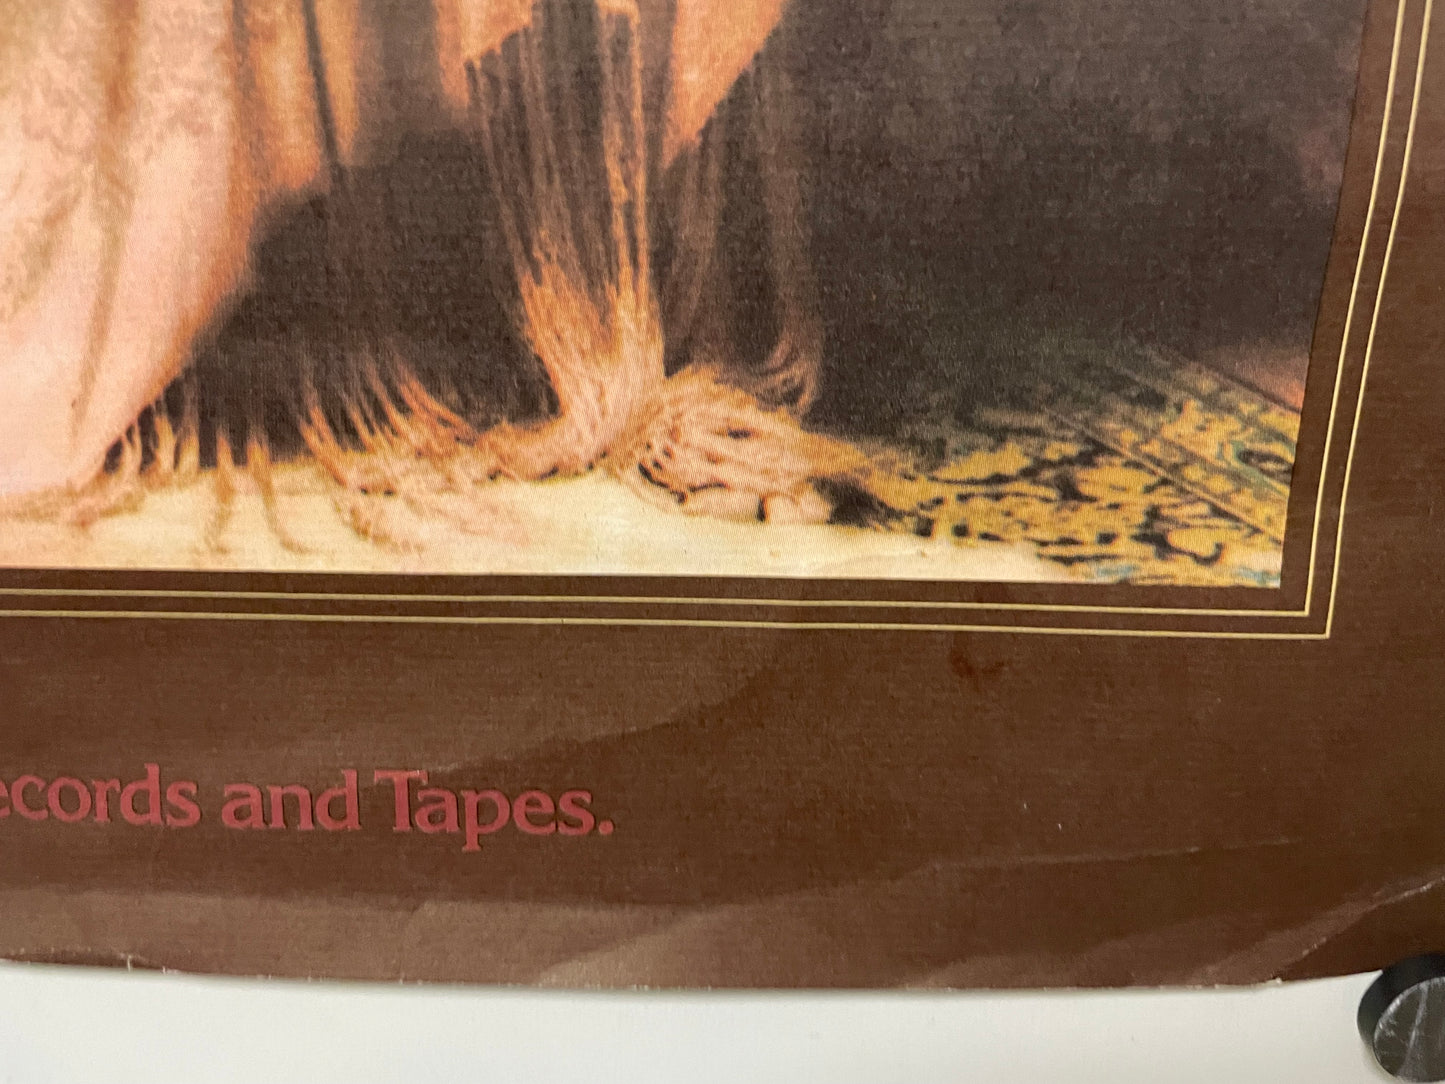 ecords and Tapes.